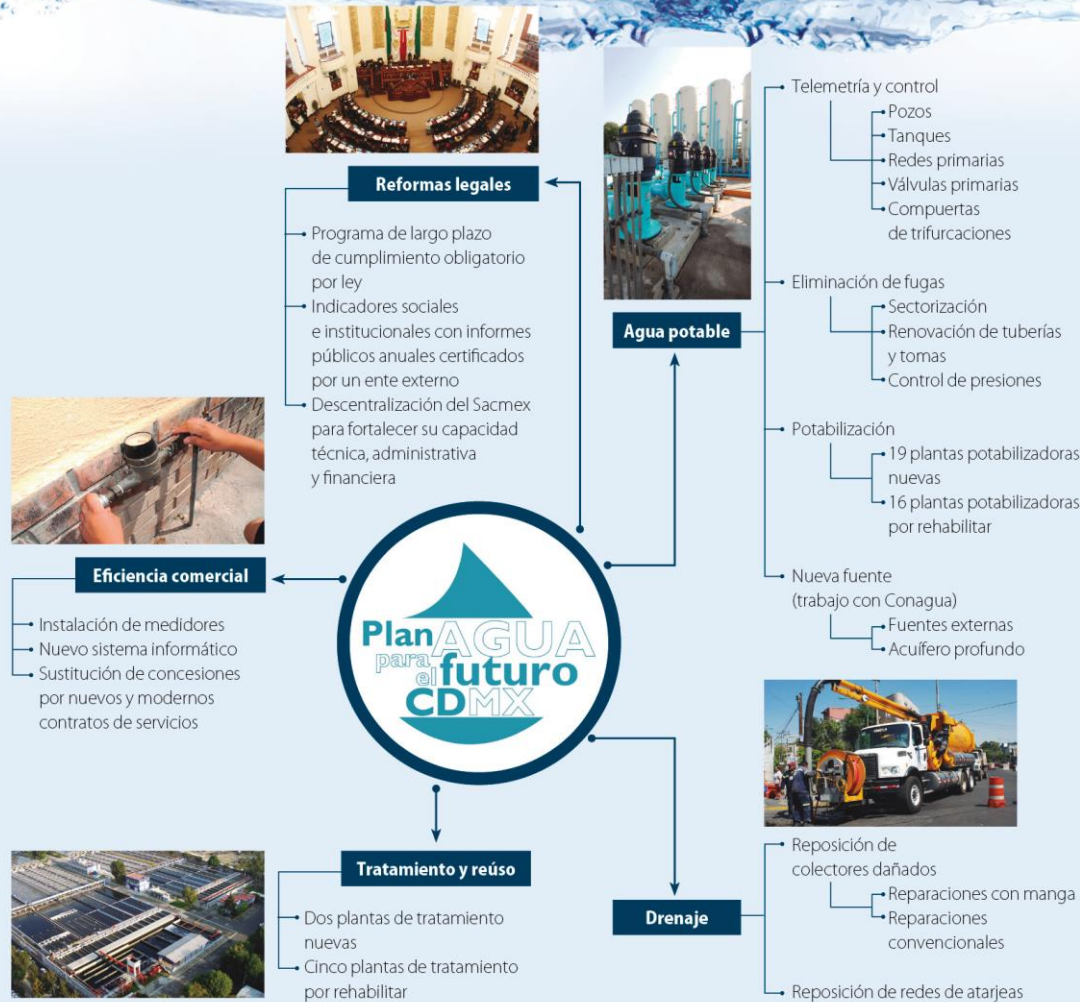 Reformas legales
Programa de largo plazo
de cumplimiento obligatorio
por ley
Indicadores sociales
e institucionales con informes
públicos anuales certificados
por un ente externo
Descentralización del Sacmex
para fortalecer su capacidad
técnica, administrativa
y financiera
Agua potable
Telemetría y control
Pozos
Tanques
Redes primarias
Válvulas primarias
Compuertas
de trifurcaciones
Eliminación de fugas
Sectorización
Renovación de tuberías
y tomas
Control de presiones
Potabilización
19 plantas potabilizadoras
nuevas
16 plantas potabilizadoras
por rehabilitar
Nueva fuente
(trabajo con Conagua)
Fuentes externas
Acuífero profundo
Eficiencia comercial
Instalación de medidores
Nuevo sistema informático
Sustitución de concesiones
por nuevos y modernos
contratos de servicios
Plan AGUA
para el futuro
CDMX
Tratamiento y reúso
Dos plantas de tratamiento
nuevas
Cinco plantas de tratamiento
por rehabilitar
Drenaje
Reposición de
colectores dañados
Reparaciones con manga
Reparaciones
convencionales
Reposición de redes de atarjeas